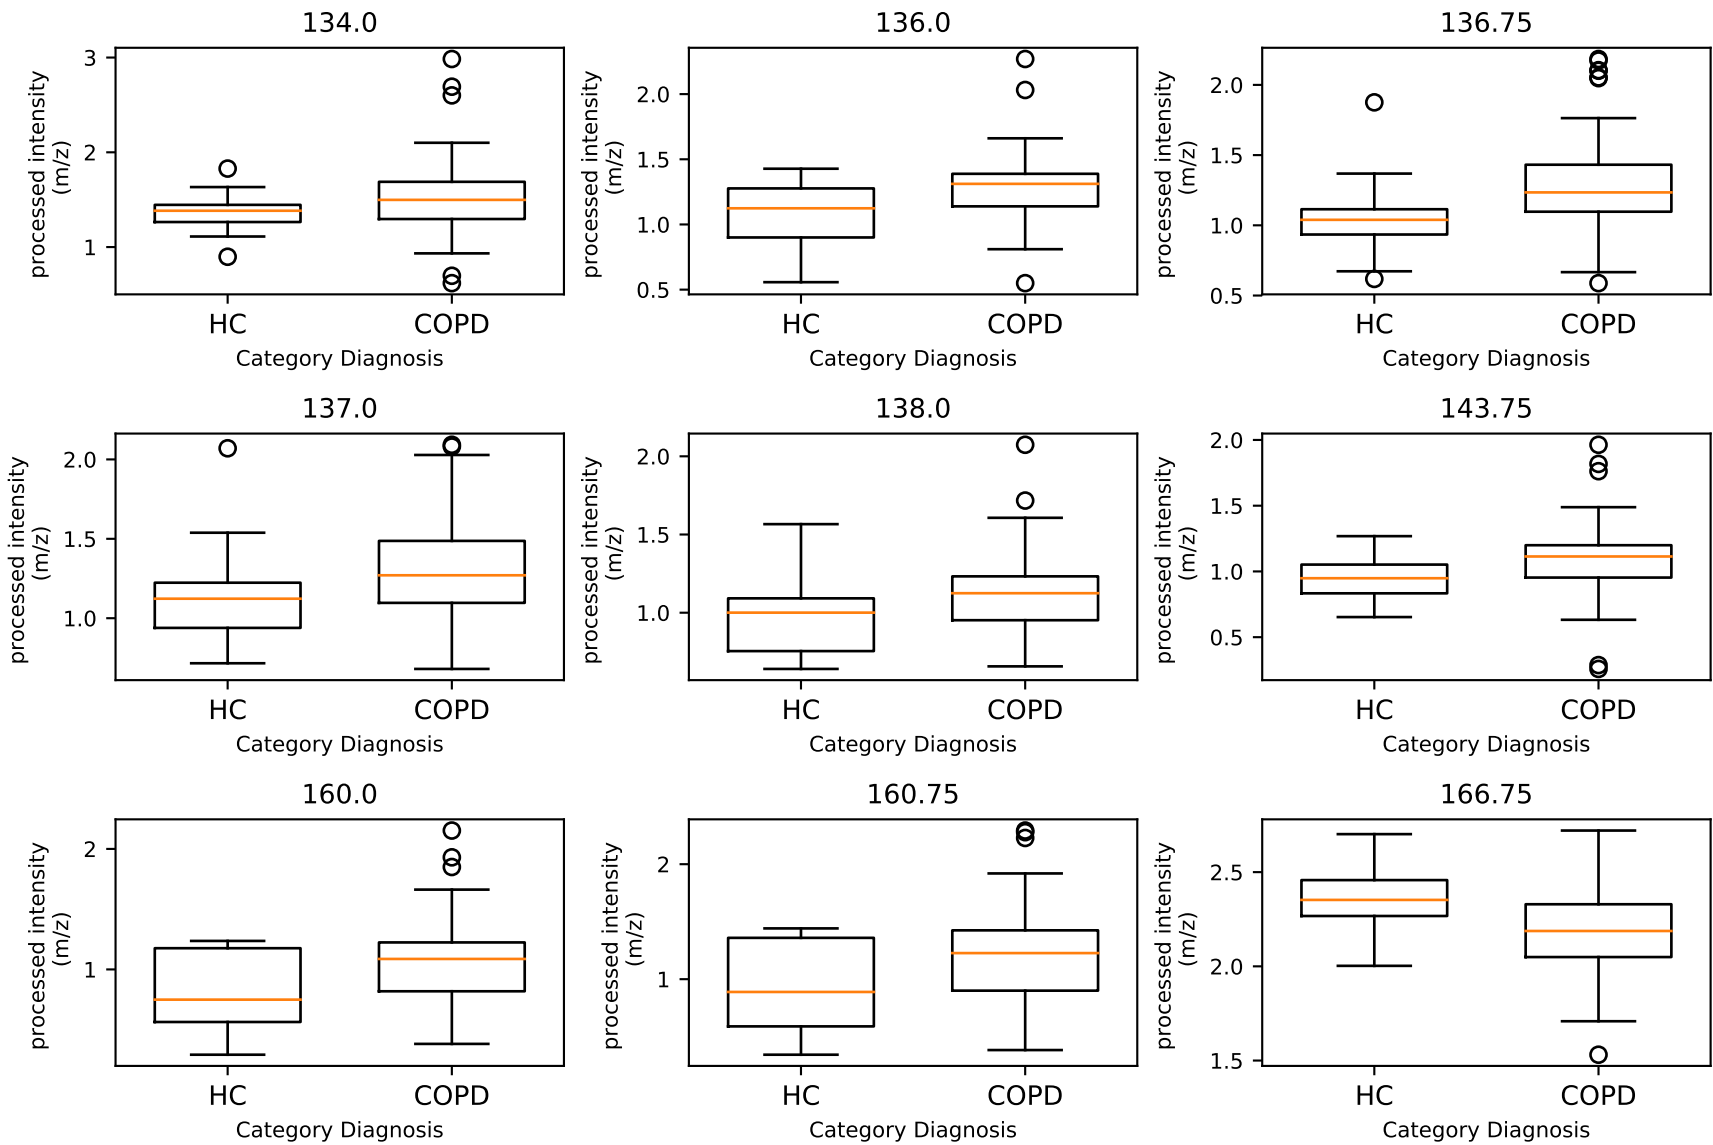 134.0
processed intensity
(m/z)
3
2
1
HC
COPD
Category Diagnosis
136.0
processed intensity
(m/z)
2.0
1.5
1.0
0.5
HC
COPD
Category Diagnosis
136.75
processed intensity
(m/z)
2.0
1.5
1.0
0.5
HC
COPD
Category Diagnosis
137.0
processed intensity
(m/z)
2.0
1.5
1.0
HC
COPD
Category Diagnosis
138.0
processed intensity
(m/z)
2.0
1.5
1.0
HC
COPD
Category Diagnosis
143.75
processed intensity
(m/z)
2.0
1.5
1.0
0.5
HC
COPD
Category Diagnosis
160.0
processed intensity
(m/z)
2
1
HC
COPD
Category Diagnosis
160.75
processed intensity
(m/z)
2
1
HC
COPD
Category Diagnosis
166.75
processed intensity
(m/z)
2.5
2.0
1.5
HC
COPD
Category Diagnosis